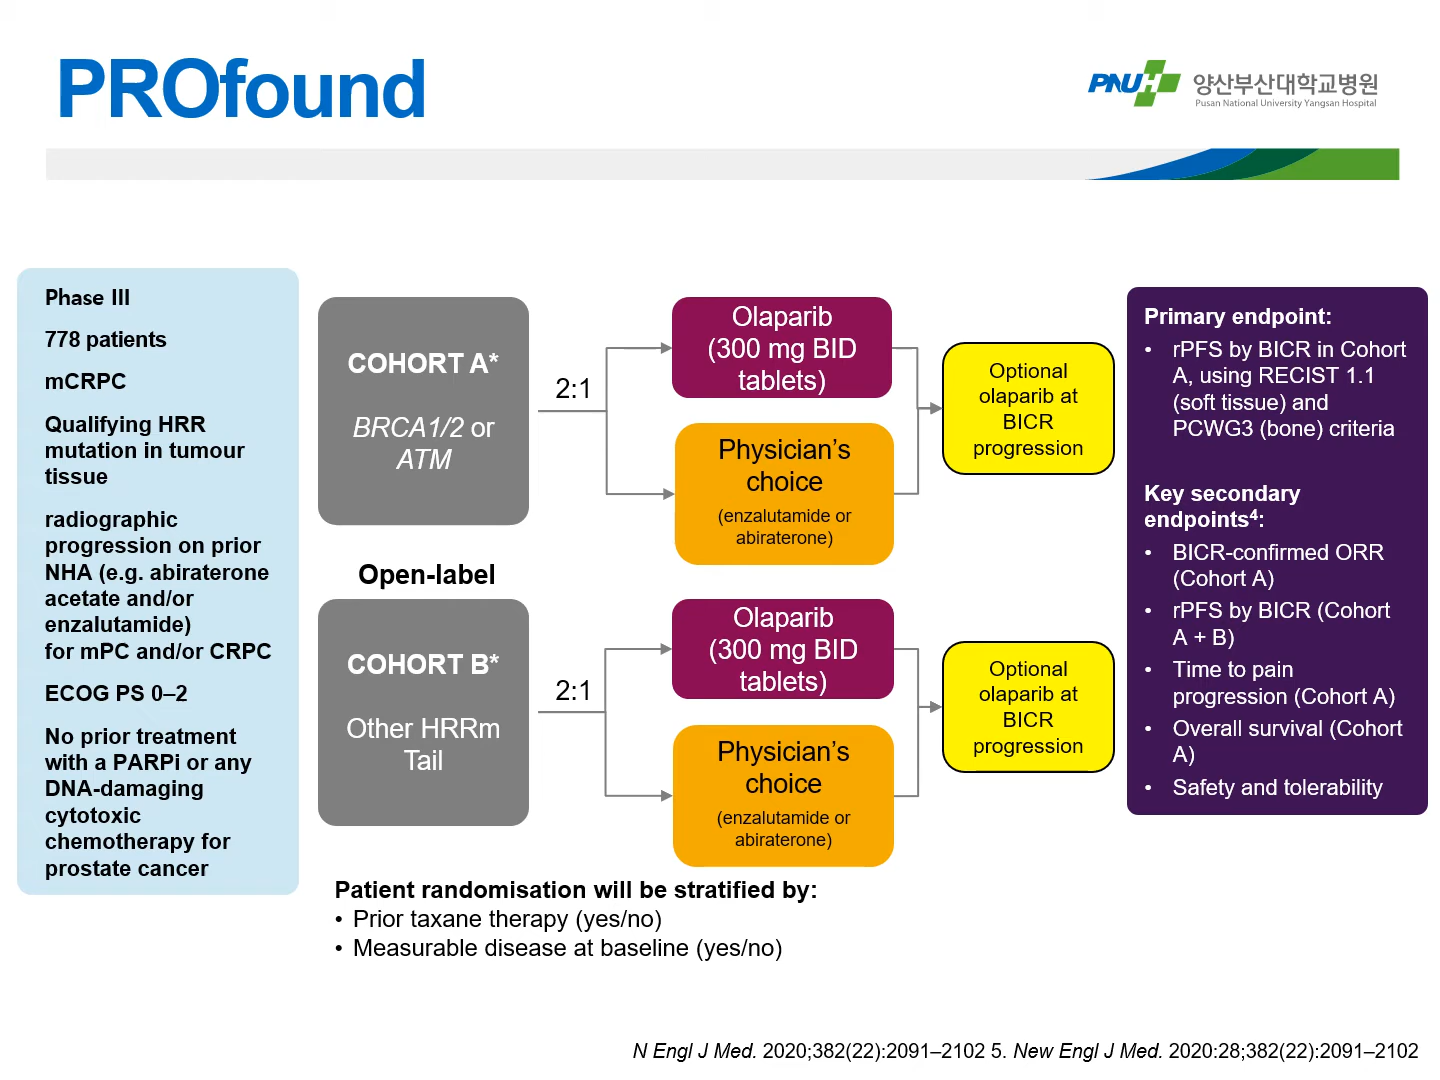 PROfound
PNUH
양산부산대학교병원
Pusan National University Yangsan Hospital
Phase III
778 patients
mCRPC
Qualifying HRR
mutation in tumour
tissue
radiographic
progression on prior
NHA (e.g. abiraterone
acetate and/or
enzalutamide)
for mPC and/or CRPC
ECOG PS 0–2
No prior treatment
with a PARPi or any
DNA-damaging
cytotoxic
chemotherapy for
prostate cancer
COHORT A*
BRCA1/2 or
ATM
2:1
Olaparib
(300 mg BID
tablets)
Physician’s
choice
(enzalutamide or
abiraterone)
Optional
olaparib at
BICR
progression
Open-label
COHORT B*
Other HRRm
Tail
2:1
Olaparib
(300 mg BID
tablets)
Physician’s
choice
(enzalutamide or
abiraterone)
Optional
olaparib at
BICR
progression
Patient randomisation will be stratified by:
• Prior taxane therapy (yes/no)
• Measurable disease at baseline (yes/no)
Primary endpoint:
• rPFS by BICR in Cohort
A, using RECIST 1.1
(soft tissue) and
PCWG3 (bone) criteria
Key secondary
endpoints⁴:
• BICR-confirmed ORR
(Cohort A)
• rPFS by BICR (Cohort
A + B)
• Time to pain
progression (Cohort A)
• Overall survival (Cohort
A)
• Safety and tolerability
N Engl J Med. 2020;382(22):2091–2102 5. New Engl J Med. 2020:28;382(22):2091–2102